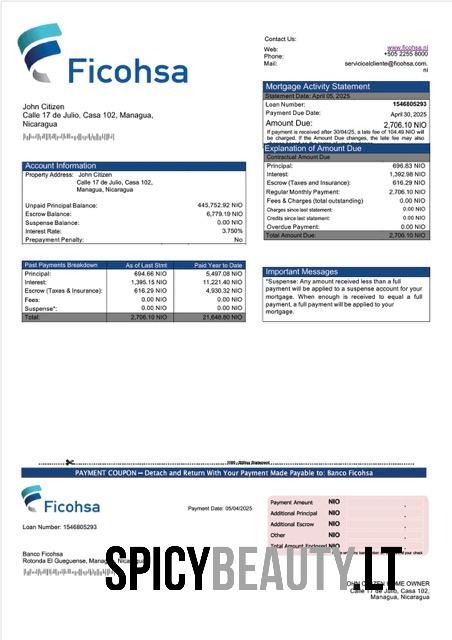 Ficohsa
Contact Us:
Web: www.ficohsa.ni
Phone: +505 2255 8000
Mail: servicioalcliente@ficohsa.com.
ni
John Citizen
Calle 17 de Julio, Casa 102, Managua,
Nicaragua
Mortgage Activity Statement
Statement Date: April 05, 2025
Loan Number: 1546805293
Payment Due Date: April 30, 2025
Amount Due: 2,706.10 NIO
If payment is received after 30/04/25, a late fee of 104.49 NIO will
be charged. If the Amount Due changes, the late fee may also
Explanation of Amount Due
Contractual Amount Due
Principal: 696.83 NIO
Interest: 1,392.98 NIO
Escrow (Taxes and Insurance): 616.29 NIO
Regular Monthly Payment: 2,706.10 NIO
Fees & Charges (total outstanding) 0.00 NIO
Charges since last statement: 0.00 NIO
Credits since last statement: 0.00 NIO
Overdue Payment: 0.00 NIO
Total Amount Due: 2,706.10 NIO
Account Information
Property Address: John Citizen
Calle 17 de Julio, Casa 102,
Managua, Nicaragua
Unpaid Principal Balance: 445,752.92 NIO
Escrow Balance: 6,779.19 NIO
Suspense Balance: 0.00 NIO
Interest Rate: 3.750%
Prepayment Penalty: No
Past Payments Breakdown As of Last Stmt Paid Year to Date
Principal: 694.66 NIO 5,497.08 NIO
Interest: 1,395.15 NIO 11,221.40 NIO
Escrow (Taxes & Insurance): 616.29 NIO 4,930.32 NIO
Fees: 0.00 NIO 0.00 NIO
Suspense*: 0.00 NIO 0.00 NIO
Total: 2,706.10 NIO 21,648.80 NIO
Important Messages
*Suspense: Any amount received less than a full
payment will be applied to a suspense account for your
mortgage. When enough is received to equal a full
payment, a full payment will be applied to your
mortgage.
PAYMENT COUPON – Detach and Return With Your Payment Made Payable to: Banco Ficohsa
Ficohsa
Payment Date: 05/04/2025
Loan Number: 1546805293
Payment Amount NIO .
Additional Principal NIO .
Additional Escrow NIO .
Other NIO .
Total Amount Enclosed NIO
Banco Ficohsa
Rotonda El Gueguense, Managua,
SPICYBEAUTY.LT
JOHN CITIZEN HOME OWNER
Calle 17 de Julio, Casa 102,
Managua, Nicaragua